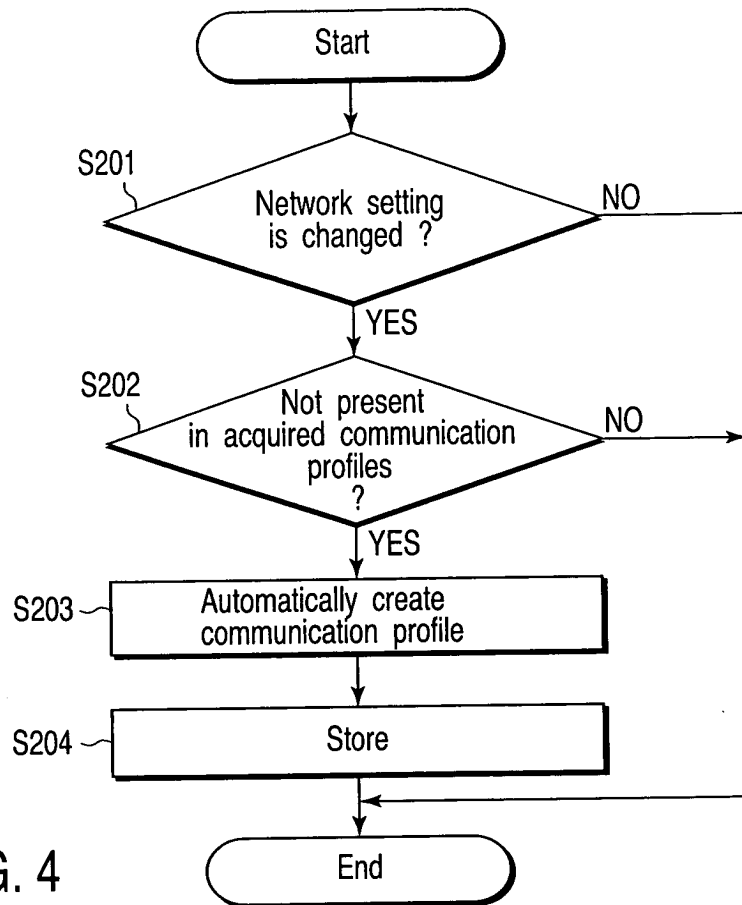 Start
S201
Network setting
is changed ?
NO
YES
S202
Not present
in acquired communication
profiles
?
NO
YES
S203
Automatically create
communication profile
S204
Store
End
G. 4